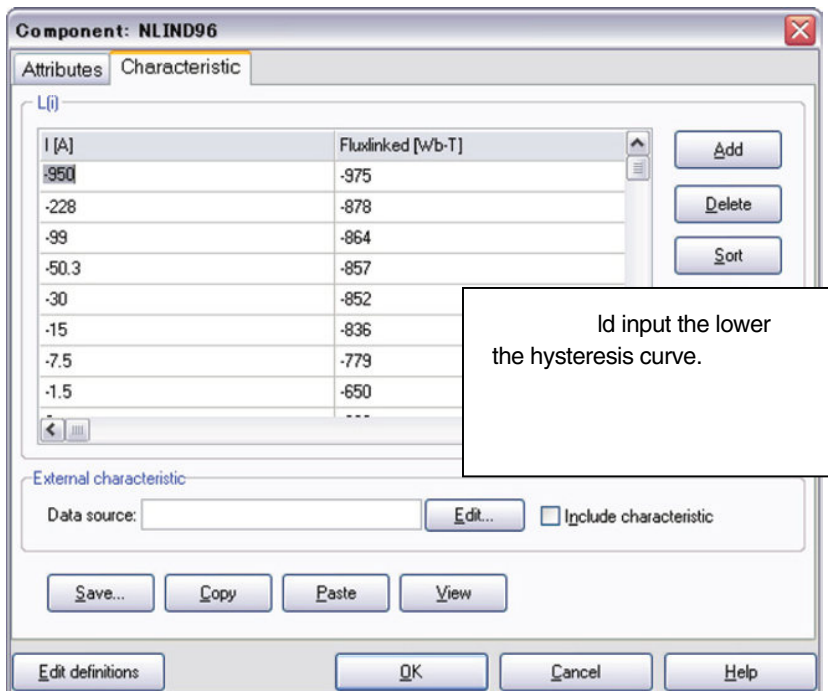 Component: NLIND96
Attributes Characteristic
L(i)
I [A] Fluxlinked [Wb-T]
-950 -975
-228 -878
-99 -864
-50.3 -857
-30 -852
-15 -836
-7.5 -779
-1.5 -650
Add
Delete
Sort
ld input the lower
the hysteresis curve.
External characteristic
Data source: Edit... Include characteristic
Save... Copy Paste View
Edit definitions OK Cancel Help